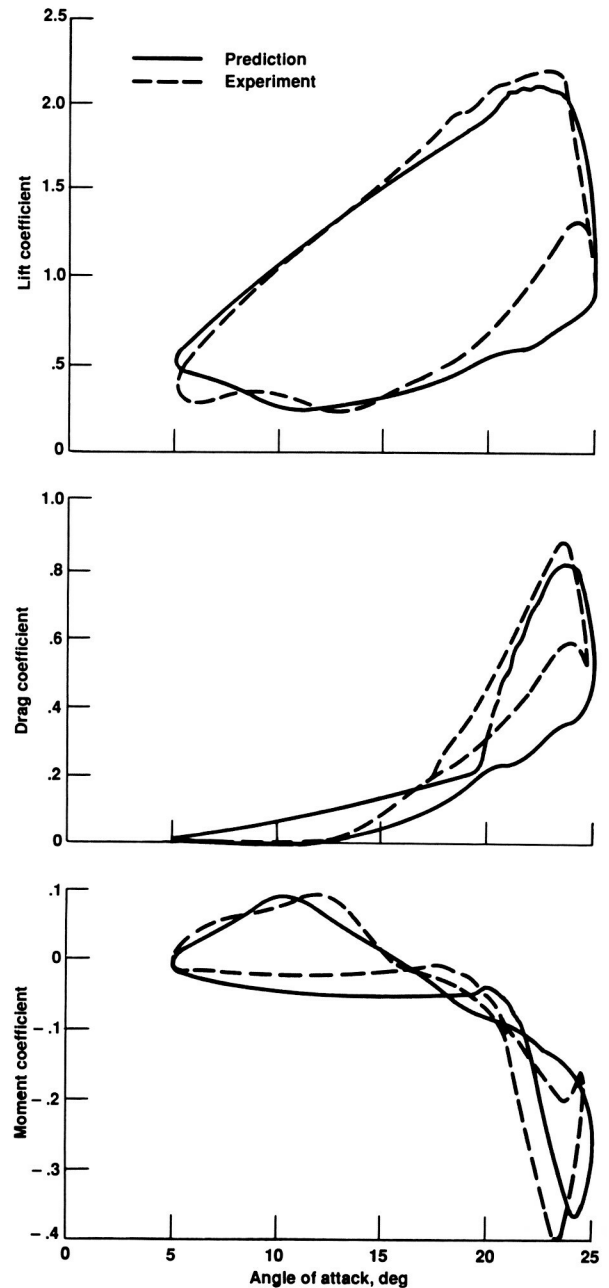 2.5
Prediction
Experiment
2.0
1.5
Lift coefficient
1.0
.5
0
1.0
.8
.6
Drag coefficient
.4
.2
0
.1
0
-.1
Moment coefficient
-.2
-.3
-.4
0 5 10 15 20 25
Angle of attack, deg